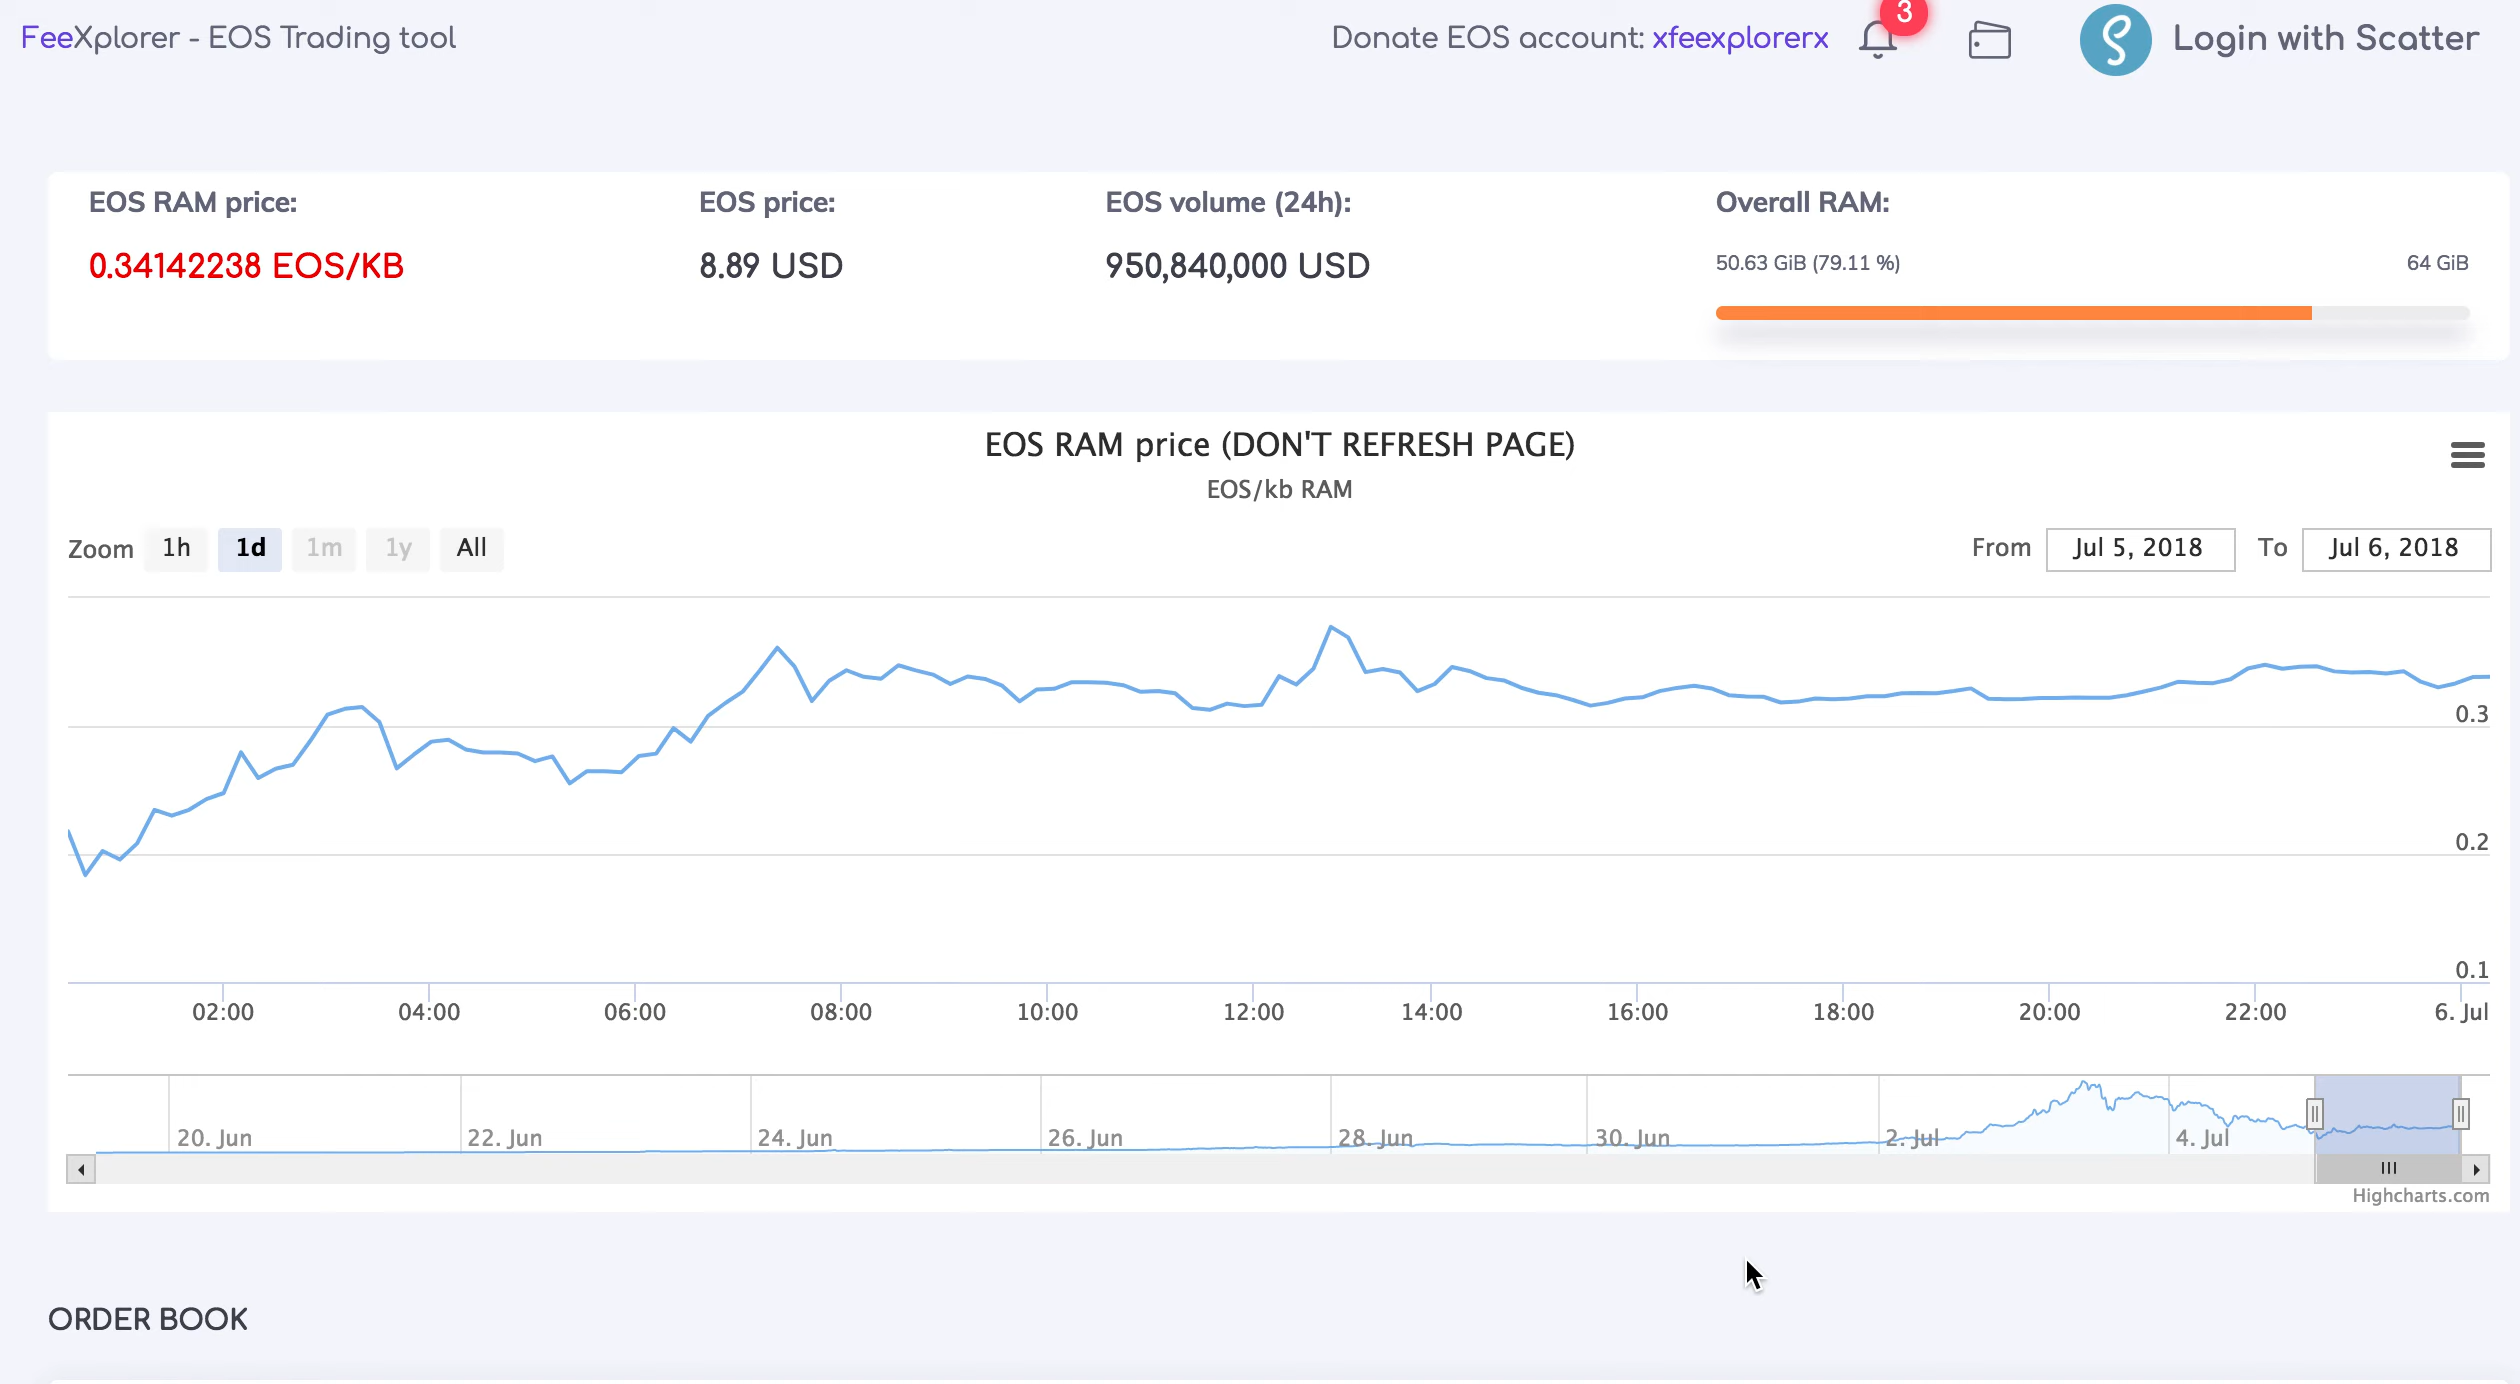 FeeXplorer - EOS Trading tool
Donate EOS account: xfeexplorerx
3
Login with Scatter
EOS RAM price:
0.34142238 EOS/KB
EOS price:
8.89 USD
EOS volume (24h):
950,840,000 USD
Overall RAM:
50.63 GiB (79.11 %)
64 GiB
EOS RAM price (DON'T REFRESH PAGE)
EOS/kb RAM
Zoom 1h 1d 1m 1y All
From Jul 5, 2018 To Jul 6, 2018
0.3
0.2
0.1
02:00 04:00 06:00 08:00 10:00 12:00 14:00 16:00 18:00 20:00 22:00 6. Jul
20. Jun 22. Jun 24. Jun 26. Jun 28. Jun 30. Jun 2. Jul 4. Jul
Highcharts.com
ORDER BOOK